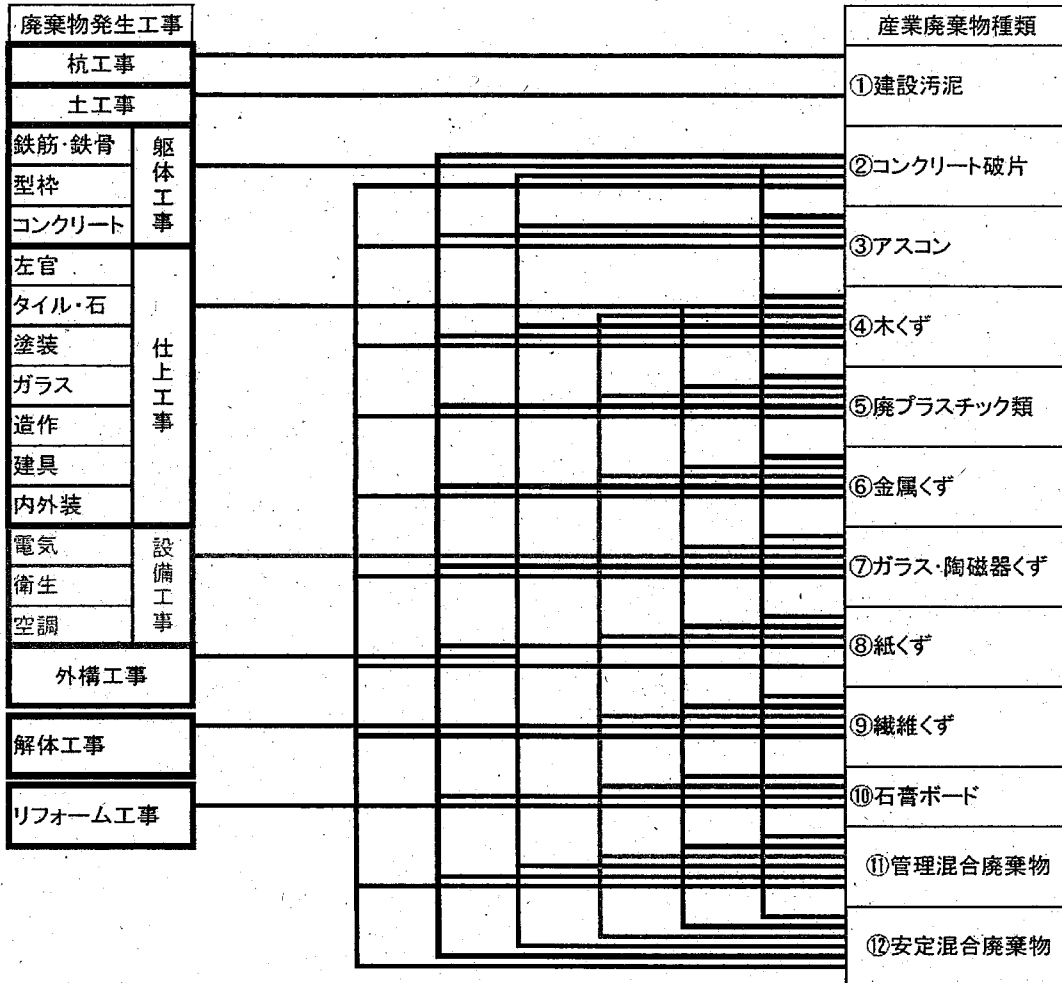 廃棄物発生工事
杭工事
土工事
鉄筋・鉄骨
型枠
コンクリート
躯体工事
左官
タイル・石
塗装
ガラス
造作
建具
内外装
仕上工事
電気
衛生
空調
設備工事
外構工事
解体工事
リフォーム工事
産業廃棄物種類
①建設汚泥
②コンクリート破片
③アスコン
④木くず
⑤廃プラスチック類
⑥金属くず
⑦ガラス・陶磁器くず
⑧紙くず
⑨繊維くず
⑩石膏ボード
⑪管理混合廃棄物
⑫安定混合廃棄物